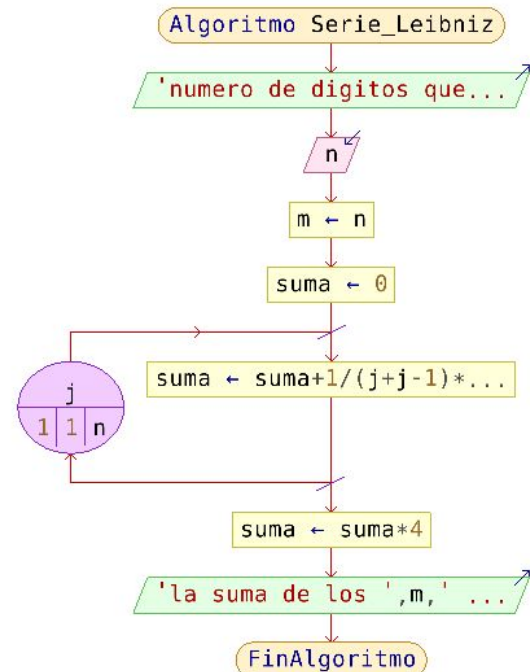 Algoritmo Serie_Leibniz
'numero de digitos que...
n
m ← n
suma ← 0
suma ← suma+1/(j+j-1)*...
j
1 1 n
suma ← suma*4
'la suma de los ',m,' ...
FinAlgoritmo